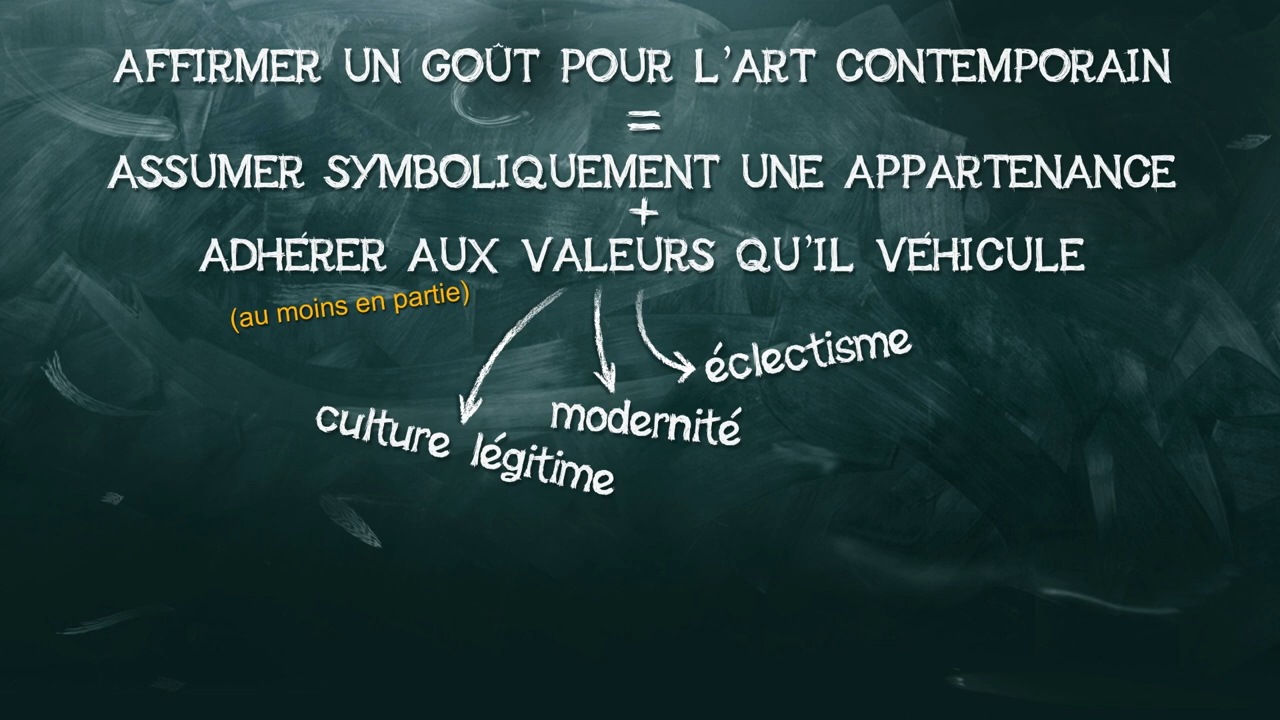 AFFIRMER UN GOÛT POUR L'ART CONTEMPORAIN
=
ASSUMER SYMBOLIQUEMENT UNE APPARTENANCE
+
ADHÉRER AUX VALEURS QU'IL VÉHICULE
(au moins en partie)
éclectisme
modernité
culture légitime